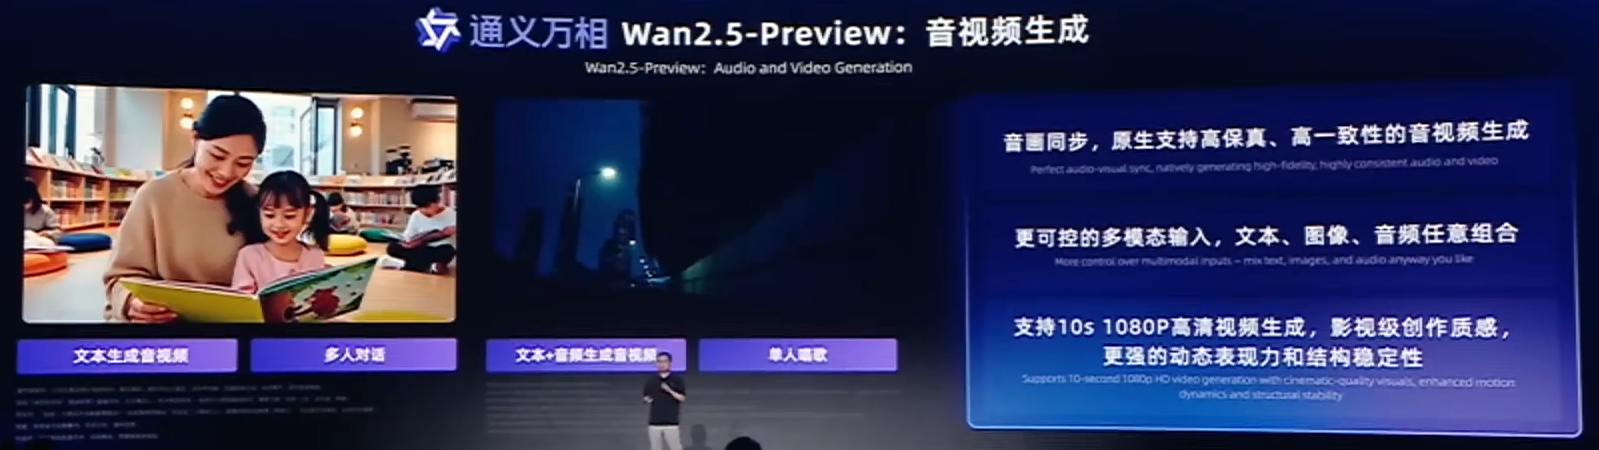 通义万相 Wan2.5-Preview：音视频生成
Wan2.5-Preview: Audio and Video Generation
文本生成音视频
多人对话
文本+音频生成音视频
单人唱歌
音画同步，原生支持高保真、高一致性的音视频生成
Perfect audio-visual sync, natively generating high-fidelity, highly consistent audio and video
更可控的多模态输入，文本、图像、音频任意组合
More control over multimodal inputs – mix text, images, and audio anyway you like
支持10s 1080P高清视频生成，影视级创作质感，
更强的动态表现力和结构稳定性
Supports 10-second 1080p HD video generation with cinematic-quality visuals, enhanced motion
dynamics and structural stability